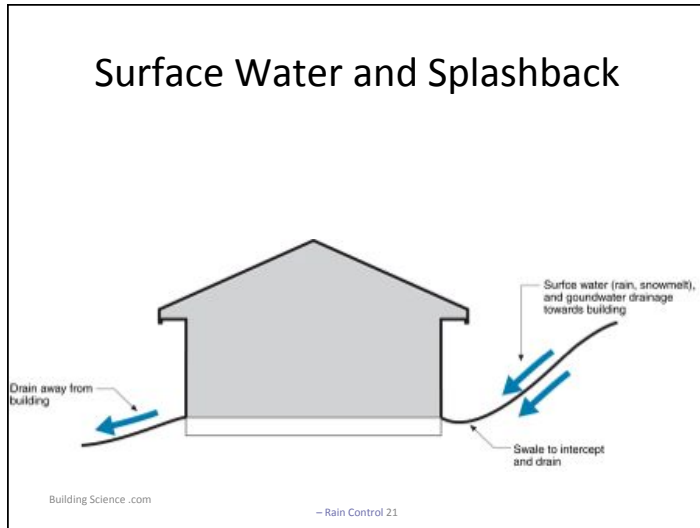 Surface Water and Splashback
Surfce water (rain, snowmelt),
and goundwater drainage
towards building
Drain away from
building
Swale to intercept
and drain
Building Science .com
– Rain Control 21